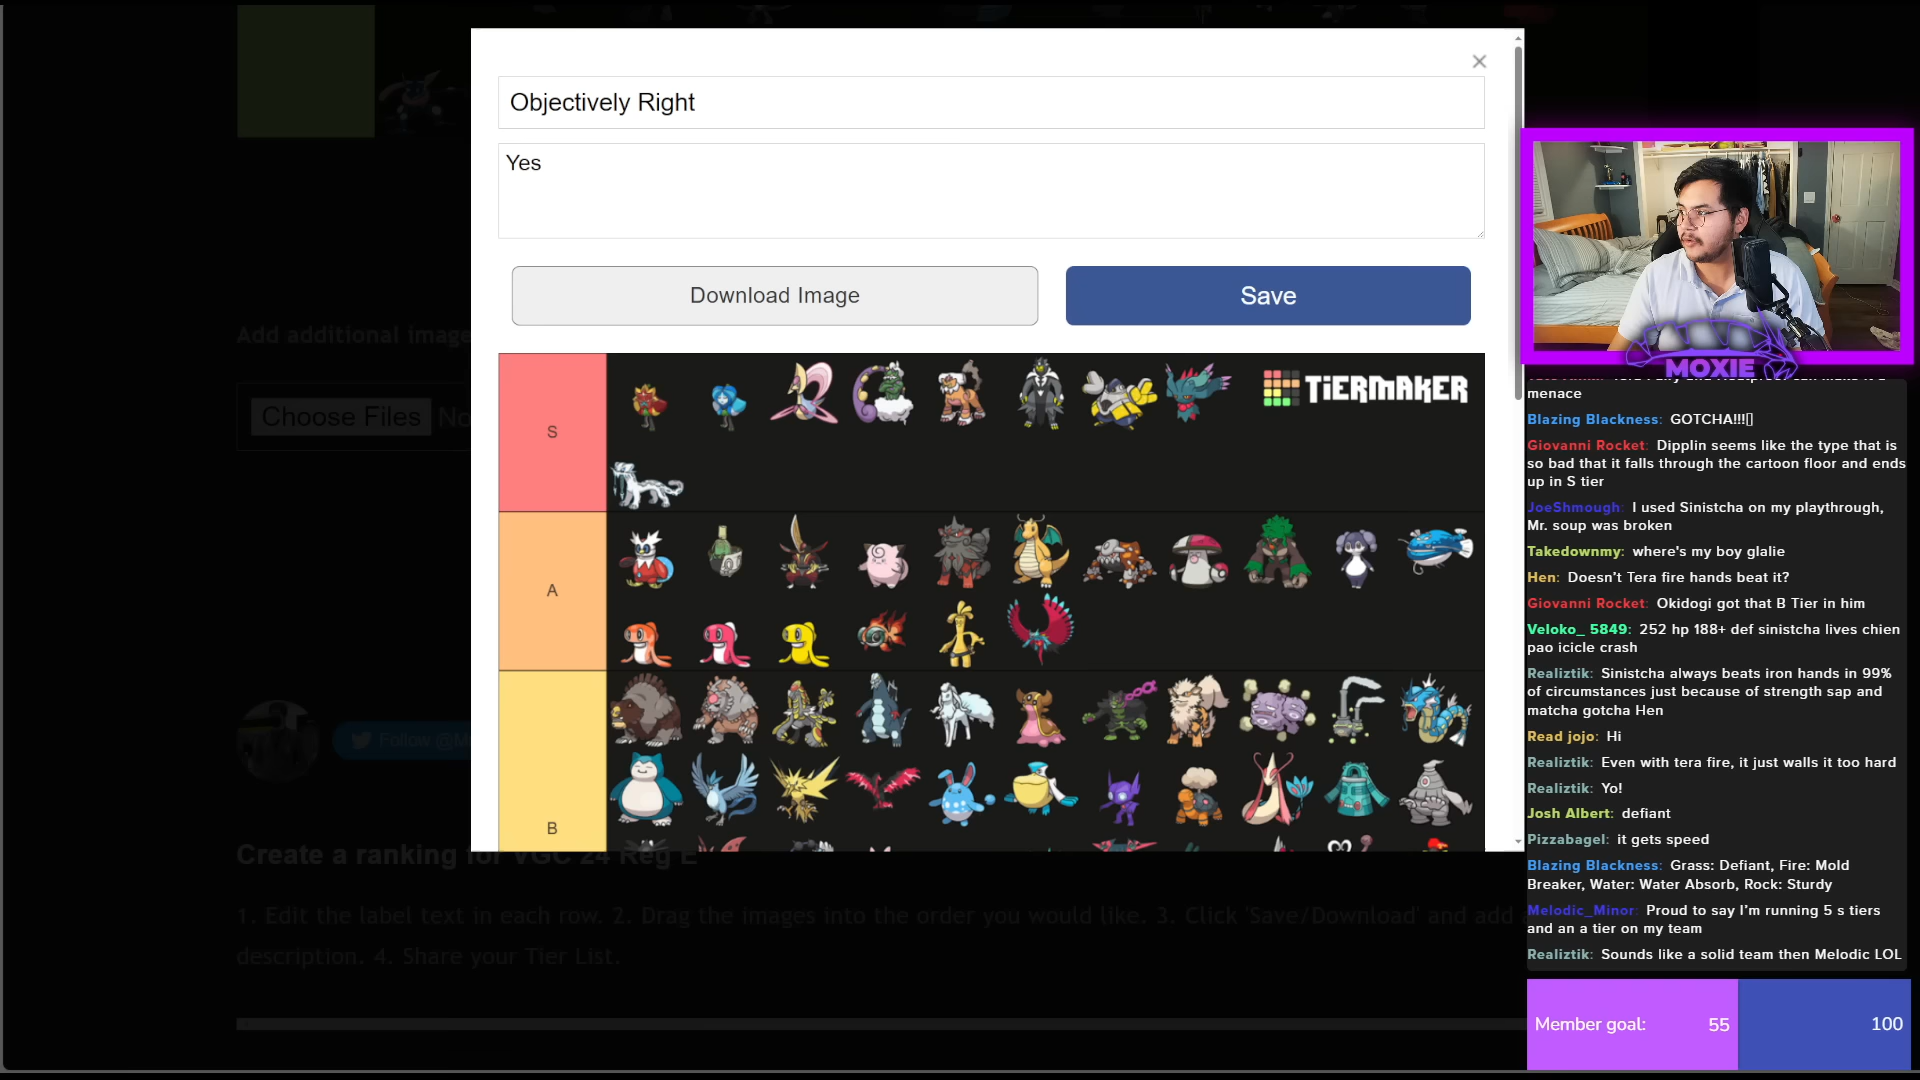 Objectively Right
Yes
Download Image
Save
TiERMAKER
S
A
B
Add additional image
Choose Files No
Follow @M
Create a ranking for VGC 24 Reg E
1. Edit the label text in each row. 2. Drag the images into the order you would like. 3. Click 'Save/Download' and add
description. 4. Share your Tier List.
MOXIE
menace
Blazing Blackness: GOTCHA!!!▯
Giovanni Rocket: Dipplin seems like the type that is
so bad that it falls through the cartoon floor and ends
up in S tier
JoeShmough: I used Sinistcha on my playthrough,
Mr. soup was broken
Takedownmy: where's my boy glalie
Hen: Doesn't Tera fire hands beat it?
Giovanni Rocket: Okidogi got that B Tier in him
Veloko_ 5849: 252 hp 188+ def sinistcha lives chien
pao icicle crash
Realiztik: Sinistcha always beats iron hands in 99%
of circumstances just because of strength sap and
matcha gotcha Hen
Read jojo: Hi
Realiztik: Even with tera fire, it just walls it too hard
Realiztik: Yo!
Josh Albert: defiant
Pizzabagel: it gets speed
Blazing Blackness: Grass: Defiant, Fire: Mold
Breaker, Water: Water Absorb, Rock: Sturdy
Melodic_Minor: Proud to say I'm running 5 s tiers
and an a tier on my team
Realiztik: Sounds like a solid team then Melodic LOL
Member goal: 55 100